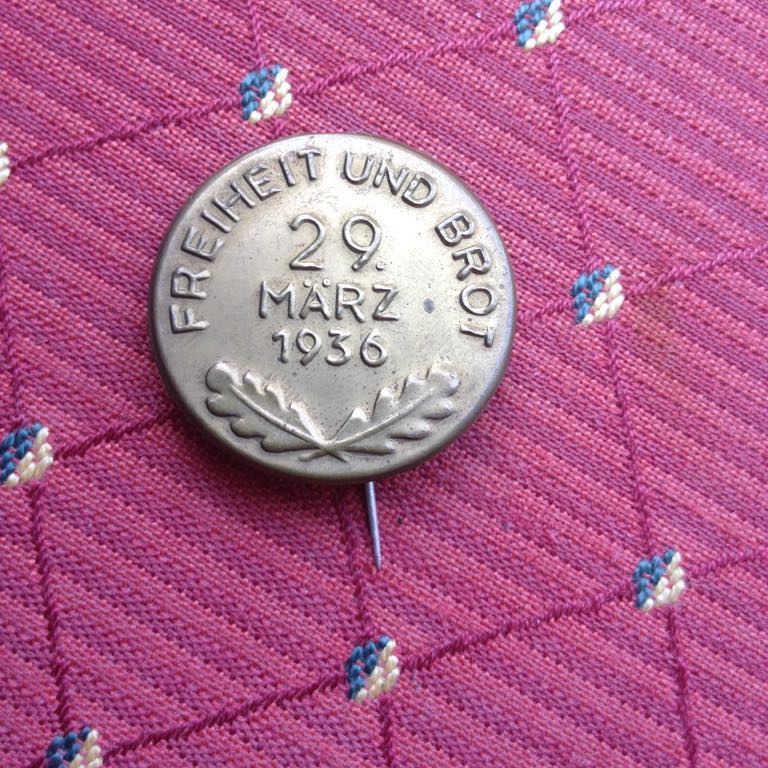 FREIHEIT UND BROT
29.
MÄRZ
1936